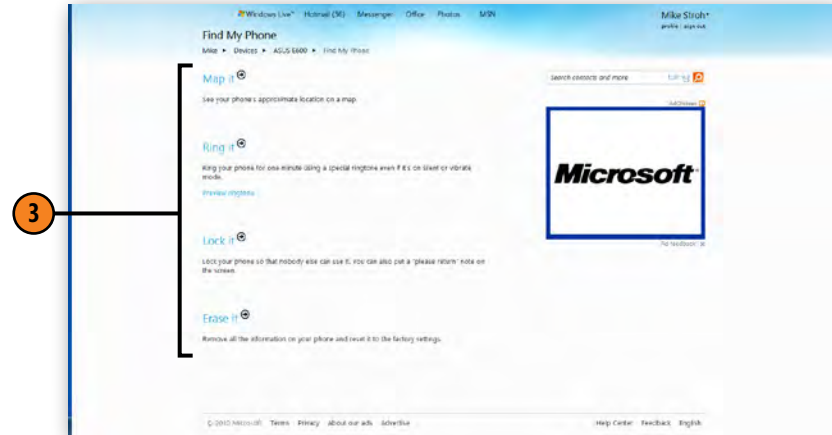 Windows Live™ Hotmail (36) Messenger Office Photos MSN
Mike Stroh
profile | sign out
Find My Phone
Mike ► Devices ► ASUS E600 ► Find My Phone
Map it
See your phone's approximate location on a map.
Search contacts and more
AdChoices
Ring it
Ring your phone for one minute using a special ringtone even if it's on silent or vibrate
mode.
Preview ringtone
Microsoft
3
Lock it
Lock your phone so that nobody else can use it. You can also put a "please return" note on
the screen.
Ad feedback
Erase it
Remove all the information on your phone and reset it to the factory settings.
Microsoft Terms Privacy About our ads Advertise
Help Center Feedback English